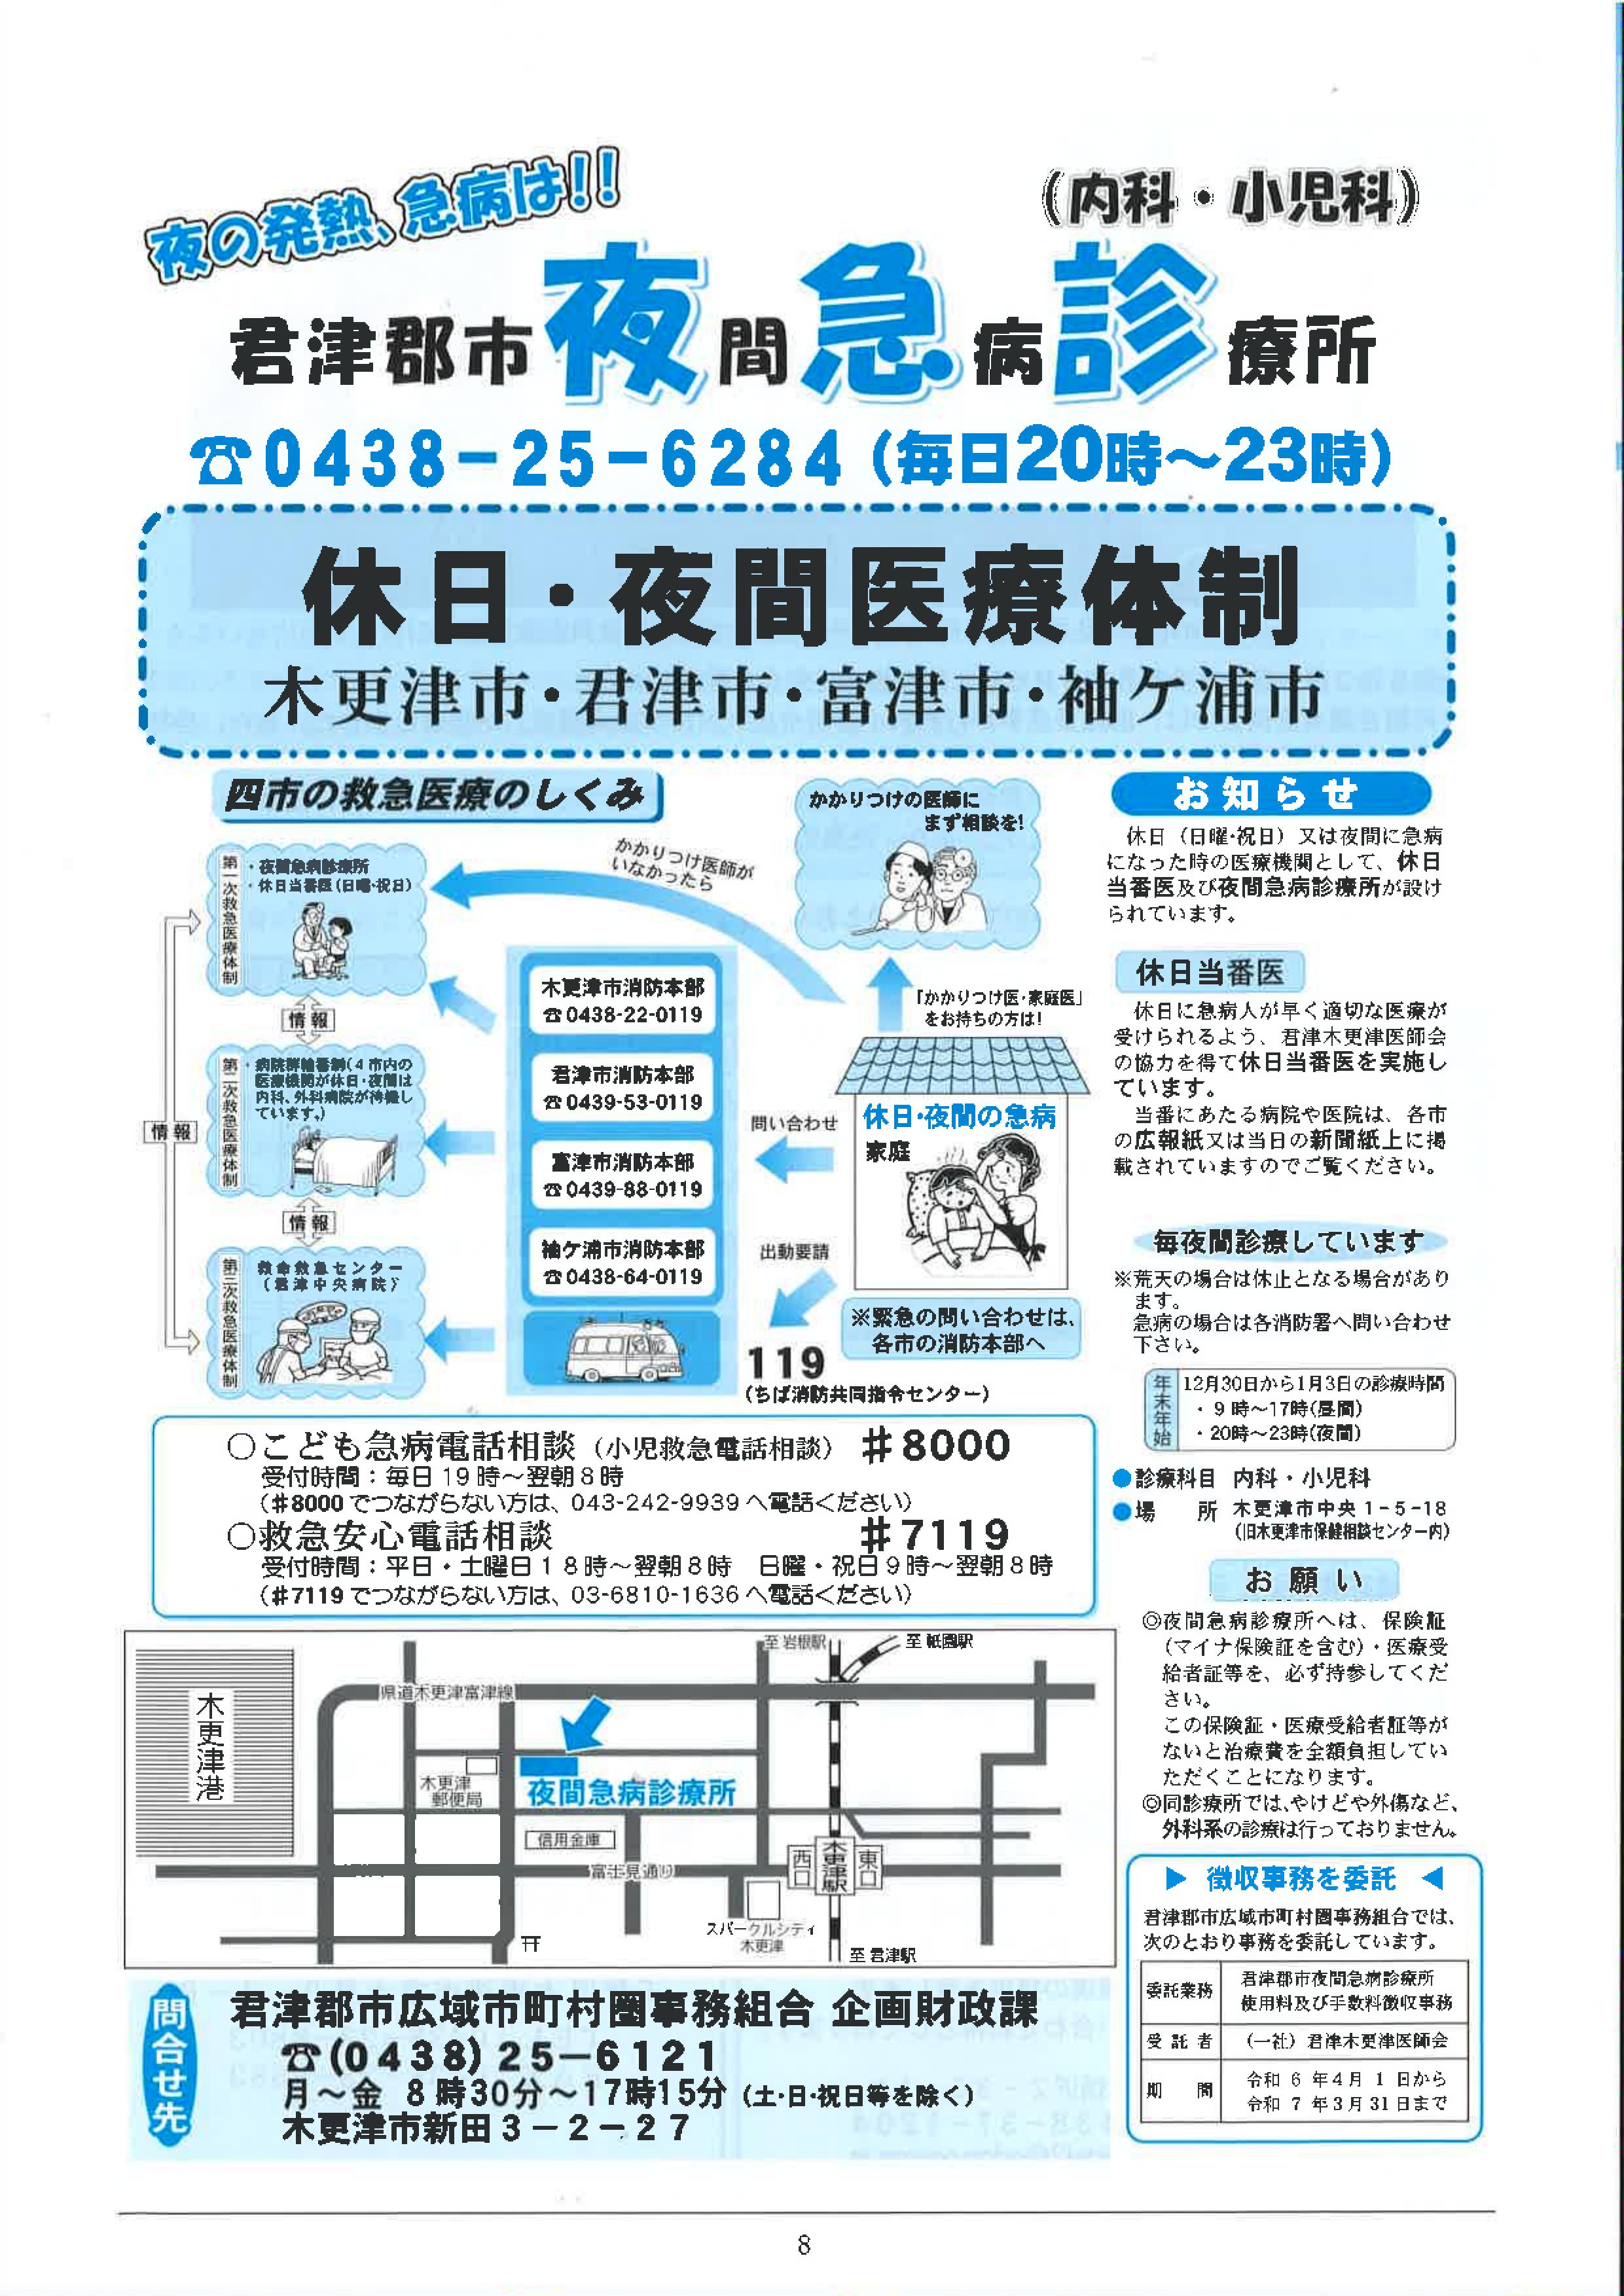 夜の発熱、急病は!!
（内科・小児科）
君津郡市夜間急病診療所
☎0438－25－6284（毎日20時～23時）
休日・夜間医療体制
木更津市・君津市・富津市・袖ケ浦市
四市の救急医療のしくみ
かかりつけの医師に
まず相談を!
かかりつけ医師が
いなかったら
第一次救急医療体制
・夜間急病診療所
・休日当番医（日曜・祝日）
情報
第二次救急医療体制
・病院群輪番制（4市内の
医療機関が休日・夜間は
内科、外科病院が待機し
ています。）
情報
情報
第三次救急医療体制
救命救急センター
（君津中央病院）
木更津市消防本部
☎0438-22-0119
君津市消防本部
☎0439-53-0119
富津市消防本部
☎0439-88-0119
袖ケ浦市消防本部
☎0438-64-0119
「かかりつけ医・家庭医」
をお持ちの方は!
問い合わせ
休日・夜間の急病
家庭
出動要請
※緊急の問い合わせは、
各市の消防本部へ
119
（ちば消防共同指令センター）
お知らせ
休日（日曜・祝日）又は夜間に急病
になった時の医療機関として、休日
当番医及び夜間急病診療所が設け
られています。
休日当番医
休日に急病人が早く適切な医療が
受けられるよう、君津木更津医師会
の協力を得て休日当番医を実施し
ています。
当番にあたる病院や医院は、各市
の広報紙又は当日の新聞紙上に掲
載されていますのでご覧ください。
毎夜間診療しています
※荒天の場合は休止となる場合があり
ます。
急病の場合は各消防署へ問い合わせ
下さい。
年末年始
12月30日から1月3日の診療時間
・ 9時～17時（昼間）
・20時～23時（夜間）
●診療科目 内科・小児科
●場 所 木更津市中央1-5-18
（旧木更津市保健相談センター内）
○こども急病電話相談（小児救急電話相談） ＃8000
受付時間：毎日19時～翌朝8時
（＃8000でつながらない方は、043-242-9939へ電話ください）
○救急安心電話相談 ＃7119
受付時間：平日・土曜日18時～翌朝8時 日曜・祝日9時～翌朝8時
（＃7119でつながらない方は、03-6810-1636へ電話ください）
お願い
◎夜間急病診療所へは、保険証
（マイナ保険証を含む）・医療受
給者証等を、必ず持参してくだ
さい。
この保険証・医療受給者証等が
ないと治療費を全額負担してい
ただくことになります。
◎同診療所では、やけどや外傷など、
外科系の診療は行っておりません。
至 岩根駅
至 祇園駅
県道木更津富津線
木更津港
木更津
郵便局
夜間急病診療所
信用金庫
富士見通り
西口
木更津駅
東口
スパークルシティ
木更津
至 君津駅
▶ 徴収事務を委託 ◀
君津郡市広域市町村圏事務組合では、
次のとおり事務を委託しています。
委託業務 君津郡市夜間急病診療所
使用料及び手数料徴収事務
受託者 （一社）君津木更津医師会
期 間 令和 6 年4月 1 日から
令和 7 年3月31日まで
問合せ先
君津郡市広域市町村圏事務組合 企画財政課
☎(0438)25－6121
月～金 8時30分～17時15分（土・日・祝日等を除く）
木更津市新田3－2－27
8